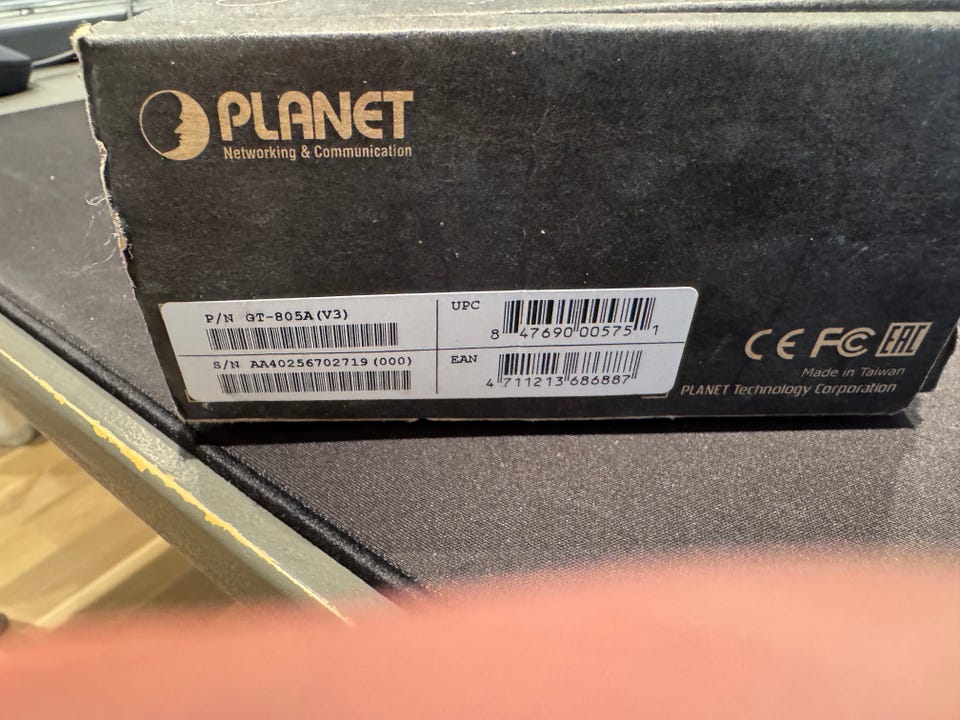 PLANET
Networking & Communication
P/N GT-805A(V3)
S/N AA40256702719(000)
UPC
8 47690 00575 1
EAN
4 711213 686887
CE FC EAC
Made in Taiwan
PLANET Technology Corporation